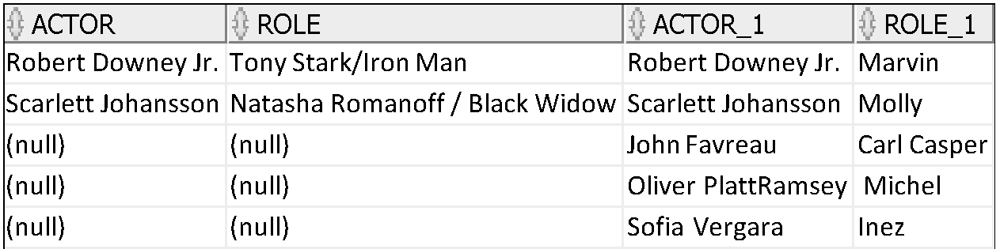 ACTOR ROLE ACTOR_1 ROLE_1
Robert Downey Jr. Tony Stark/Iron Man Robert Downey Jr. Marvin
Scarlett Johansson Natasha Romanoff / Black Widow Scarlett Johansson Molly
(null) (null) John Favreau Carl Casper
(null) (null) Oliver PlattRamsey Michel
(null) (null) Sofia Vergara Inez